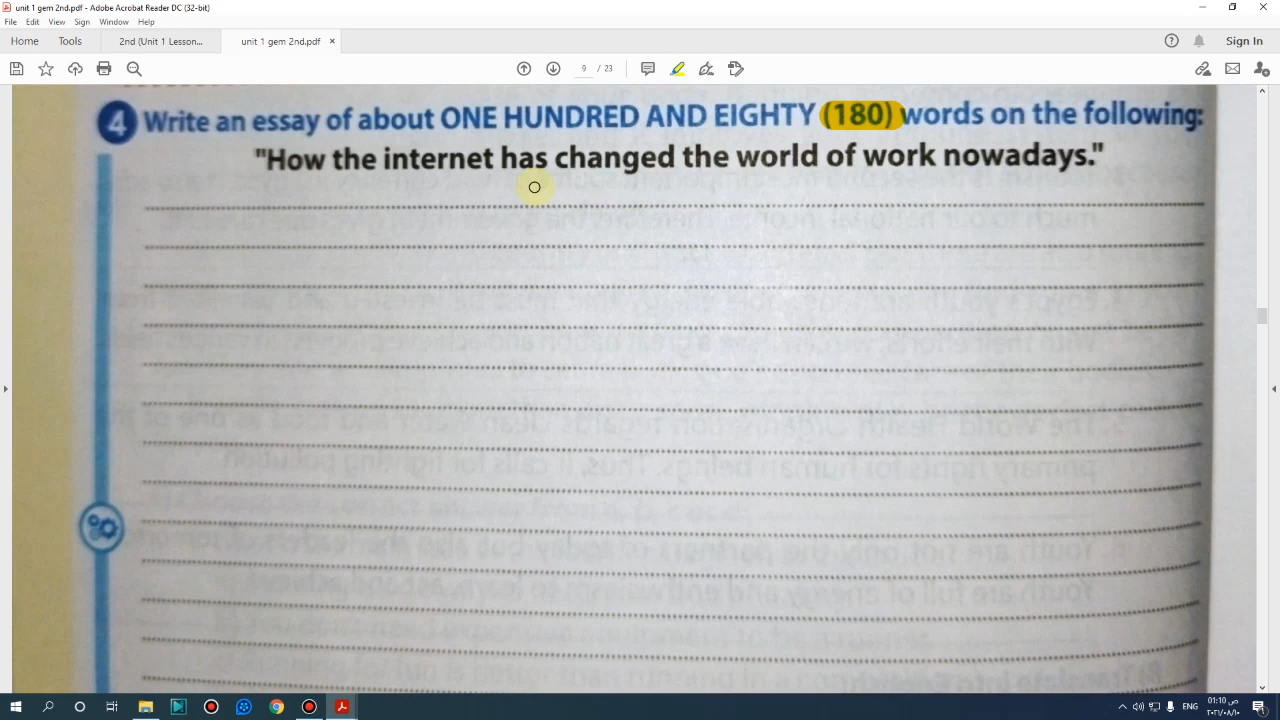 unit 1 gem 2nd.pdf - Adobe Acrobat Reader DC (32-bit)
File Edit View Sign Window Help
Home Tools 2nd (Unit 1 Lesson... unit 1 gem 2nd.pdf × Sign In
9 / 23
4 Write an essay of about ONE HUNDRED AND EIGHTY (180) words on the following:
"How the internet has changed the world of work nowadays."
ENG
01:10 ص